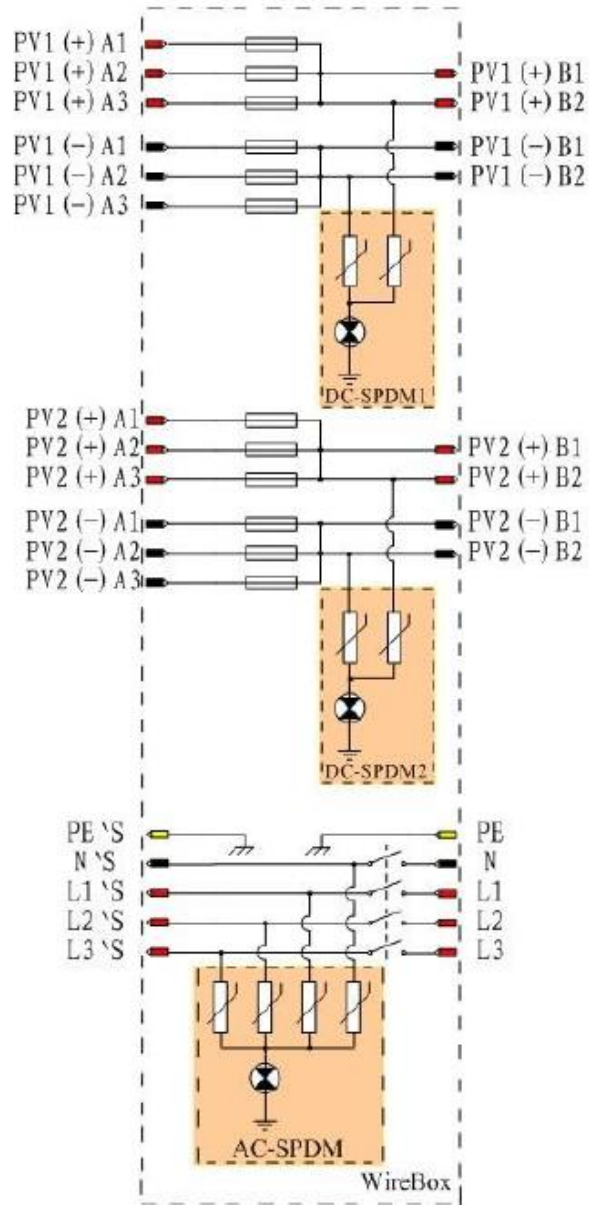 PV1 (+) A1
PV1 (+) A2
PV1 (+) B1
PV1 (+) A3
PV1 (+) B2
PV1 (−) A1
PV1 (−) B1
PV1 (−) A2
PV1 (−) B2
PV1 (−) A3
DC-SPDM1
PV2 (+) A1
PV2 (+) A2
PV2 (+) B1
PV2 (+) A3
PV2 (+) B2
PV2 (−) A1
PV2 (−) B1
PV2 (−) A2
PV2 (−) B2
PV2 (−) A3
DC-SPDM2
PE `S
PE
N `S
N
L1 `S
L1
L2 `S
L2
L3 `S
L3
AC-SPDM
WireBox